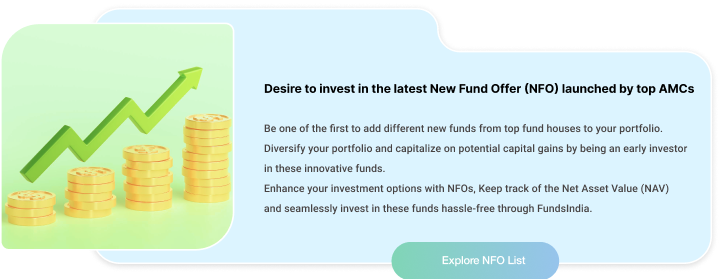 Desire to invest in the latest New Fund Offer (NFO) launched by top AMCs
Be one of the first to add different new funds from top fund houses to your portfolio.
Diversify your portfolio and capitalize on potential capital gains by being an early investor
in these innovative funds.
Enhance your investment options with NFOs, Keep track of the Net Asset Value (NAV)
and seamlessly invest in these funds hassle-free through FundsIndia.
Explore NFO List